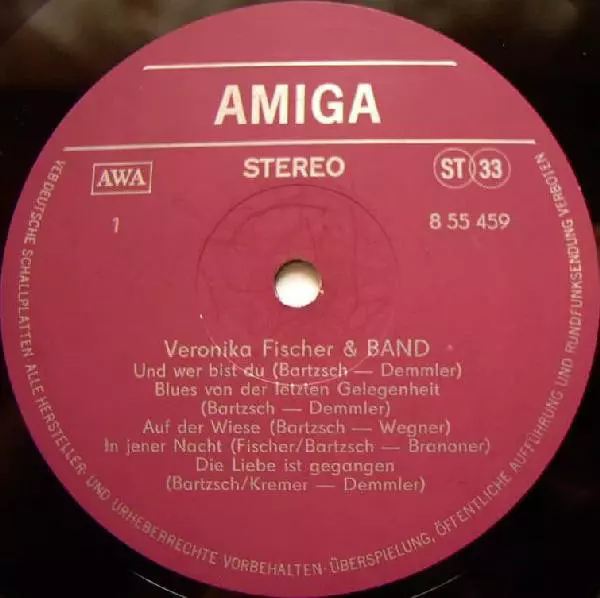 AMIGA
AWA
STEREO
ST 33
1
8 55 459
Veronika Fischer & BAND
Und wer bist du (Bartzsch — Demmler)
Blues von der letzten Gelegenheit
(Bartzsch — Demmler)
Auf der Wiese (Bartzsch — Wegner)
In jener Nacht (Fischer/Bartzsch — Branoner)
Die Liebe ist gegangen
(Bartzsch/Kremer — Demmler)
VEB DEUTSCHE SCHALLPLATTEN ALLE HERSTELLER- UND URHEBERRECHTE VORBEHALTEN · ÜBERSPIELUNG, ÖFFENTLICHE AUFFÜHRUNG UND RUNDFUNKSENDUNG VERBOTEN